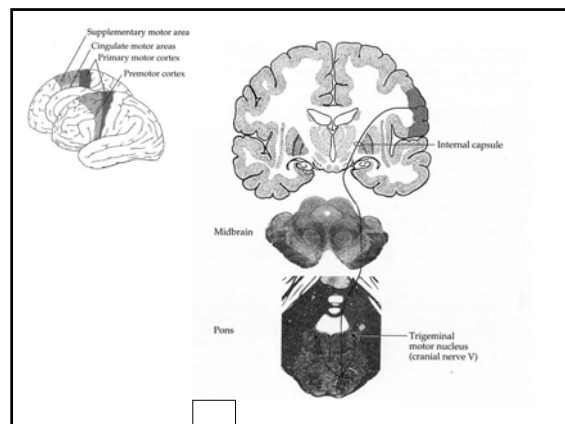 Supplementary motor area
Cingulate motor areas
Primary motor cortex
Premotor cortex
Internal capsule
Midbrain
Pons
Trigeminal
motor nucleus
(cranial nerve V)